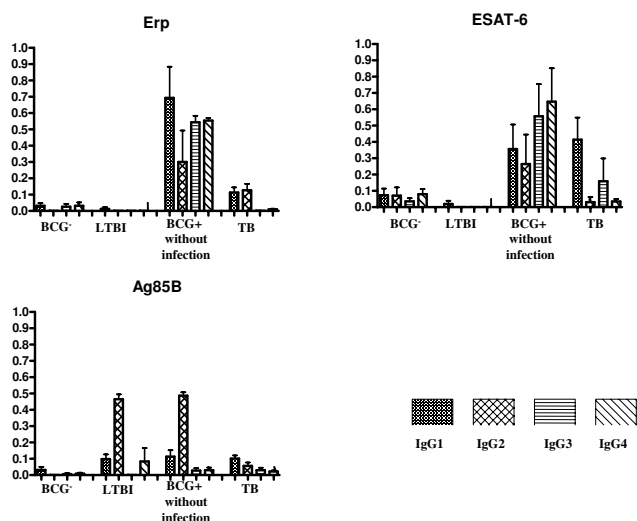 Erp
1.0
0.9
0.8
0.7
0.6
0.5
0.4
0.3
0.2
0.1
0.0
BCG- LTBI BCG+ TB
without
infection
ESAT-6
1.0
0.9
0.8
0.7
0.6
0.5
0.4
0.3
0.2
0.1
0.0
BCG- LTBI BCG+ TB
without
infection
Ag85B
1.0
0.9
0.8
0.7
0.6
0.5
0.4
0.3
0.2
0.1
0.0
BCG- LTBI BCG+ TB
without
infection
IgG1 IgG2 IgG3 IgG4